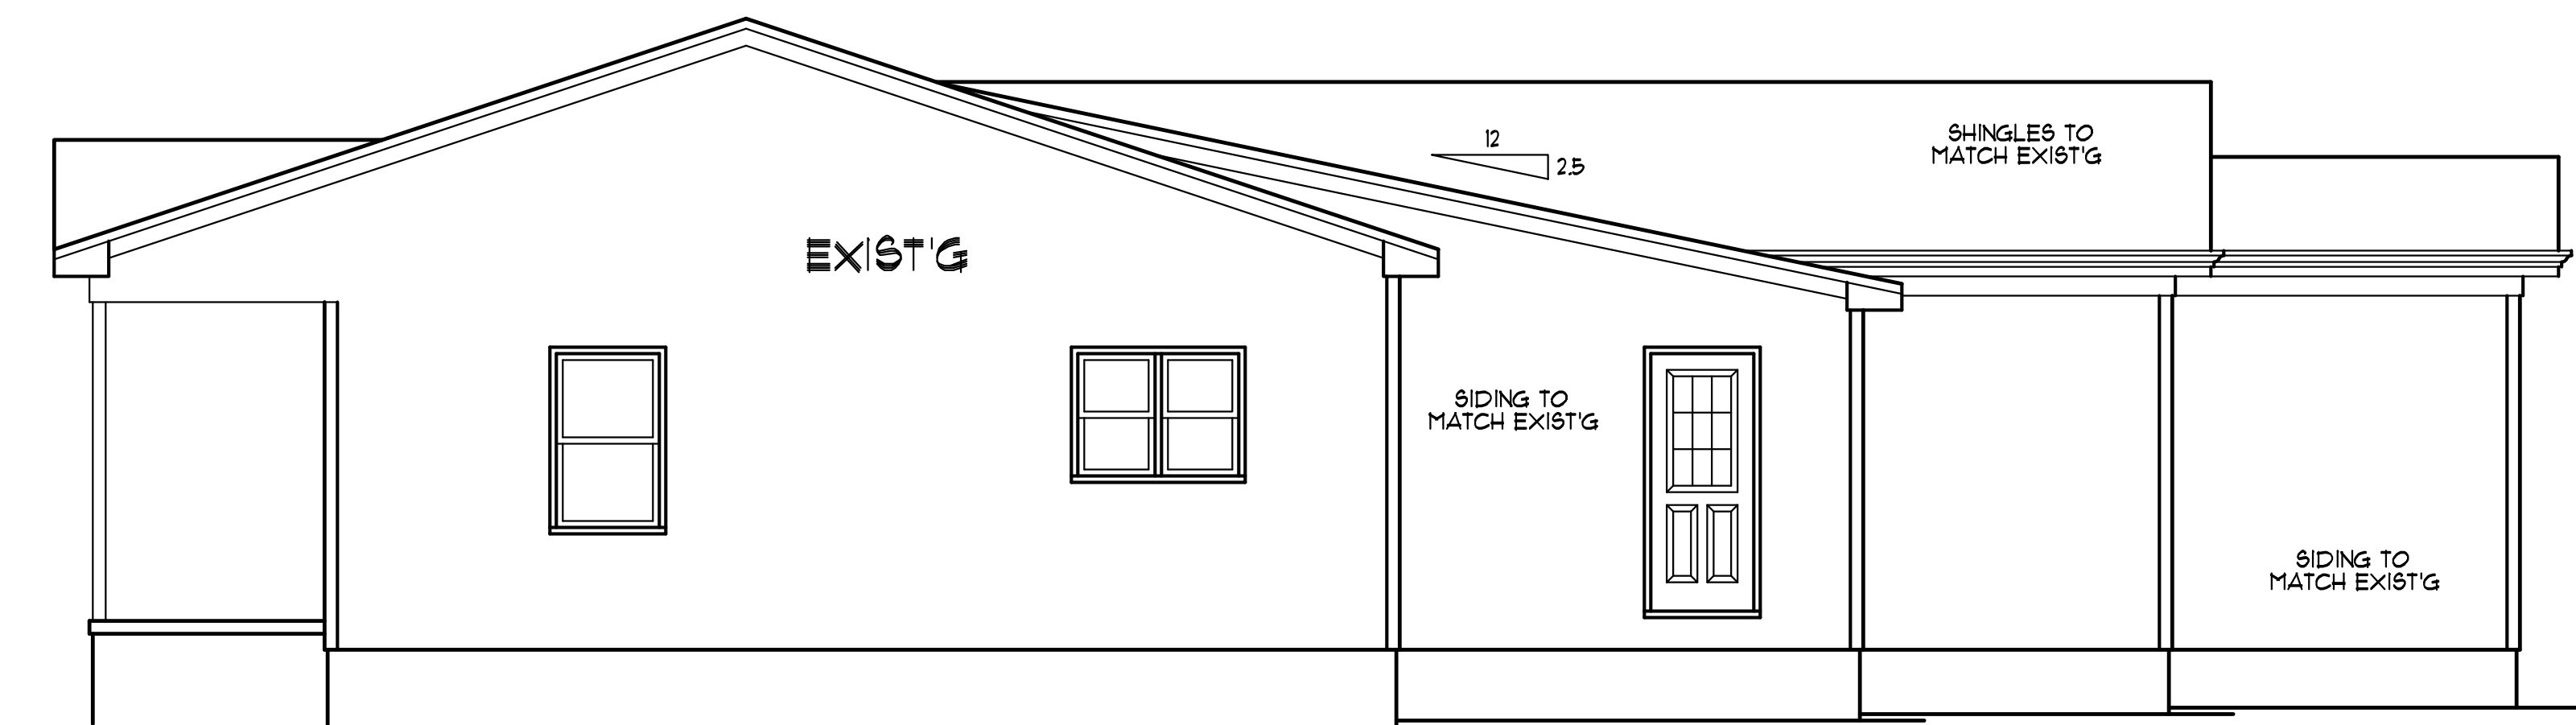 12
2.5
SHINGLES TO
MATCH EXIST'G
EXIST'G
SIDING TO
MATCH EXIST'G
SIDING TO
MATCH EXIST'G